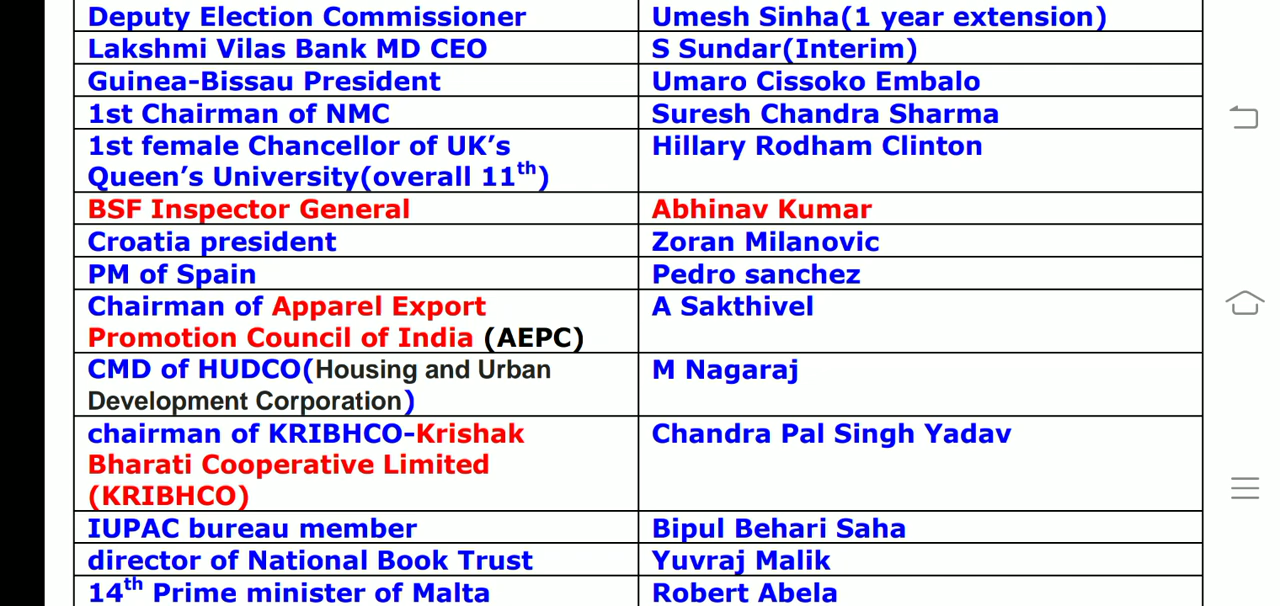 Deputy Election Commissioner Umesh Sinha(1 year extension)
Lakshmi Vilas Bank MD CEO S Sundar(Interim)
Guinea-Bissau President Umaro Cissoko Embalo
1st Chairman of NMC Suresh Chandra Sharma
1st female Chancellor of UK’s Hillary Rodham Clinton
Queen’s University(overall 11th)
BSF Inspector General Abhinav Kumar
Croatia president Zoran Milanovic
PM of Spain Pedro sanchez
Chairman of Apparel Export A Sakthivel
Promotion Council of India (AEPC)
CMD of HUDCO(Housing and Urban M Nagaraj
Development Corporation)
chairman of KRIBHCO-Krishak Chandra Pal Singh Yadav
Bharati Cooperative Limited
(KRIBHCO)
IUPAC bureau member Bipul Behari Saha
director of National Book Trust Yuvraj Malik
14th Prime minister of Malta Robert Abela